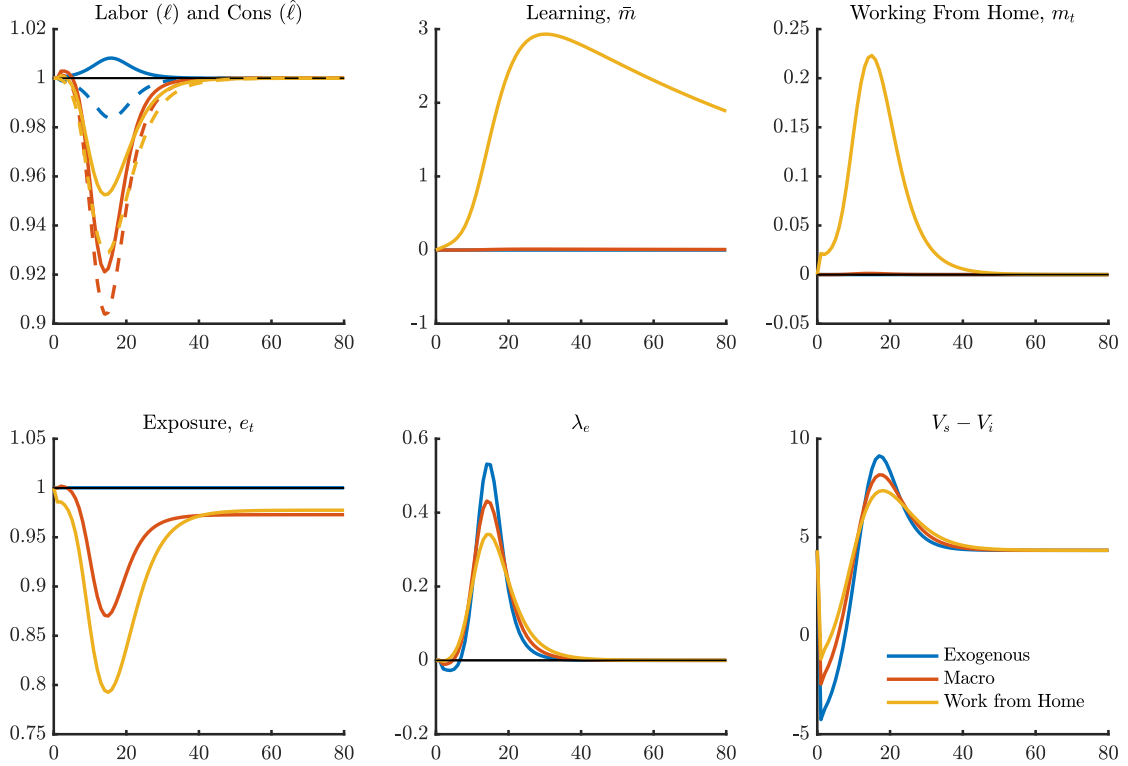 Labor (ℓ) and Cons (ℓ̂)
1.02
1
0.98
0.96
0.94
0.92
0.9
0 20 40 60 80
Learning, m̄
3
2
1
0
-1
0 20 40 60 80
Working From Home, mₜ
0.25
0.2
0.15
0.1
0.05
0
-0.05
0 20 40 60 80
Exposure, eₜ
1.05
1
0.95
0.9
0.85
0.8
0.75
0 20 40 60 80
λₑ
0.6
0.4
0.2
0
-0.2
0 20 40 60 80
Vₛ − Vᵢ
10
5
0
-5
0 20 40 60 80
Exogenous
Macro
Work from Home